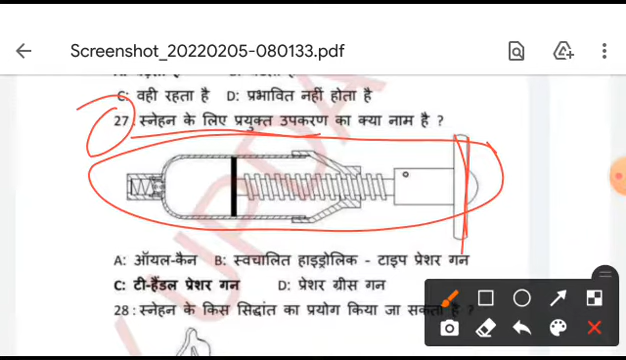 Screenshot_20220205-080133.pdf
C: वही रहता है D: प्रभावित नहीं होता है
27. स्नेहन के लिए प्रयुक्त उपकरण का क्या नाम है ?
A: ऑयल-कैन B: स्वचालित हाइड्रोलिक - टाइप प्रेशर गन
C: टी-हैंडल प्रेशर गन D: प्रेशर ग्रीस गन
28: स्नेहन के किस सिद्धांत का प्रयोग किया जा सकता है ?